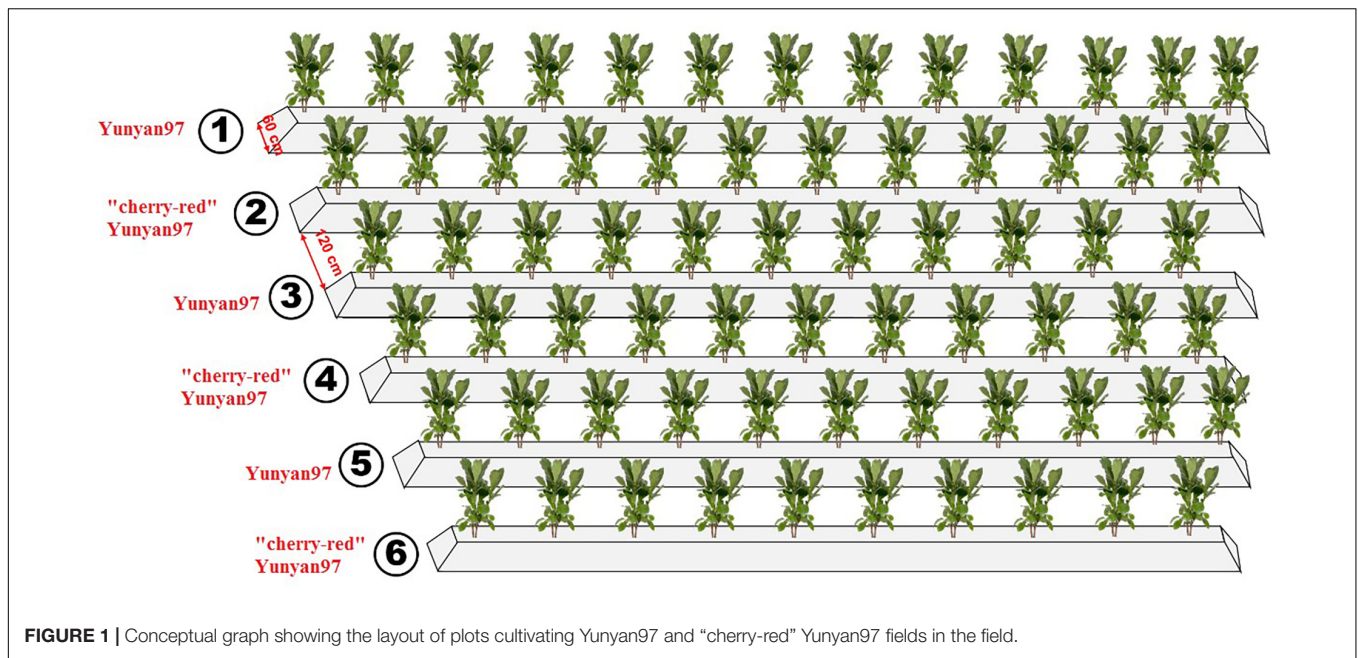 Yunyan97 1
60 cm
"cherry-red"
Yunyan97 2
120 cm
Yunyan97 3
"cherry-red"
Yunyan97 4
Yunyan97 5
"cherry-red"
Yunyan97 6
FIGURE 1 | Conceptual graph showing the layout of plots cultivating Yunyan97 and “cherry-red” Yunyan97 fields in the field.